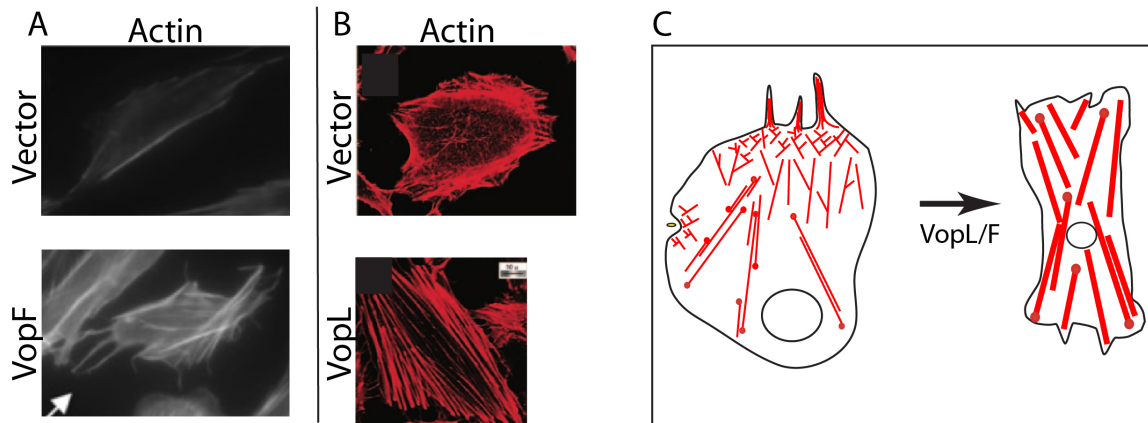 A
Actin
Vector
VopF
B
Actin
Vector
VopL
C
VopL/F